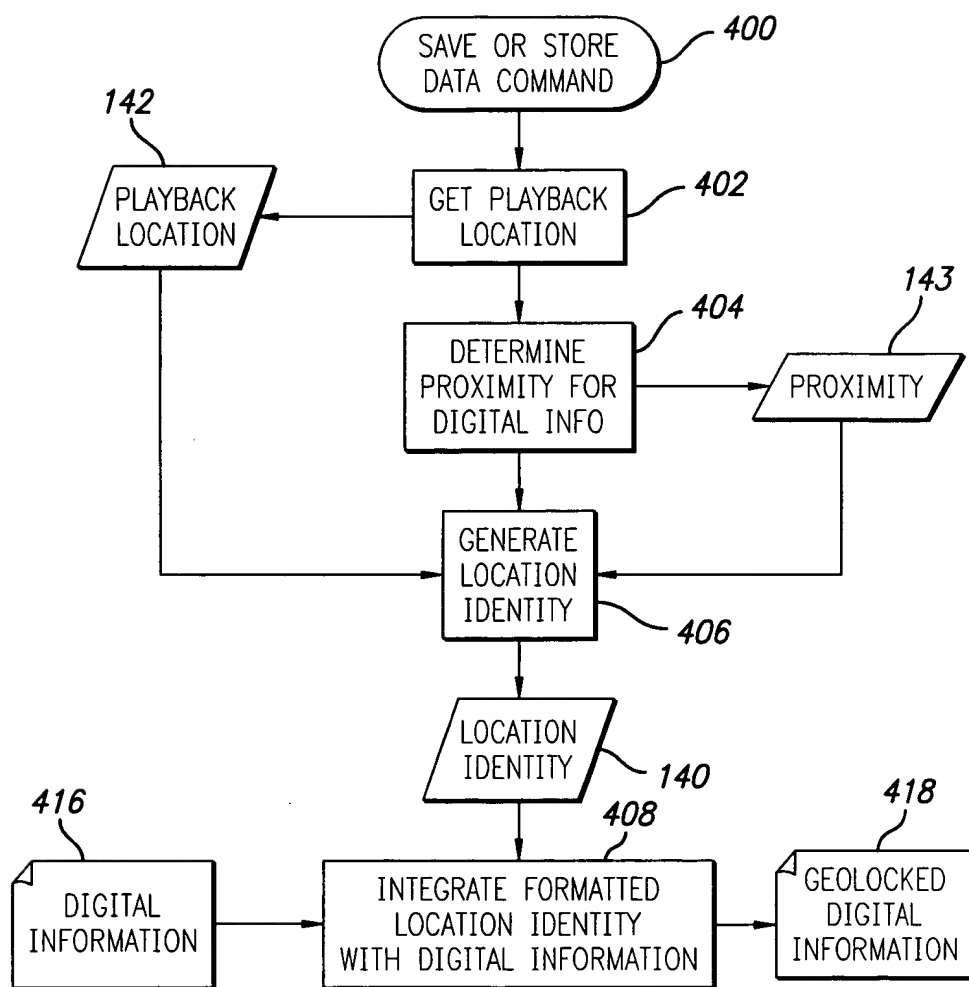 400
SAVE OR STORE
DATA COMMAND
142
402
PLAYBACK
LOCATION
GET PLAYBACK
LOCATION
143
404
DETERMINE
PROXIMITY FOR
DIGITAL INFO
PROXIMITY
GENERATE
LOCATION
IDENTITY
406
LOCATION
IDENTITY
140
416
408
418
DIGITAL
INFORMATION
INTEGRATE FORMATTED
LOCATION IDENTITY
WITH DIGITAL INFORMATION
GEOLOCKED
DIGITAL
INFORMATION